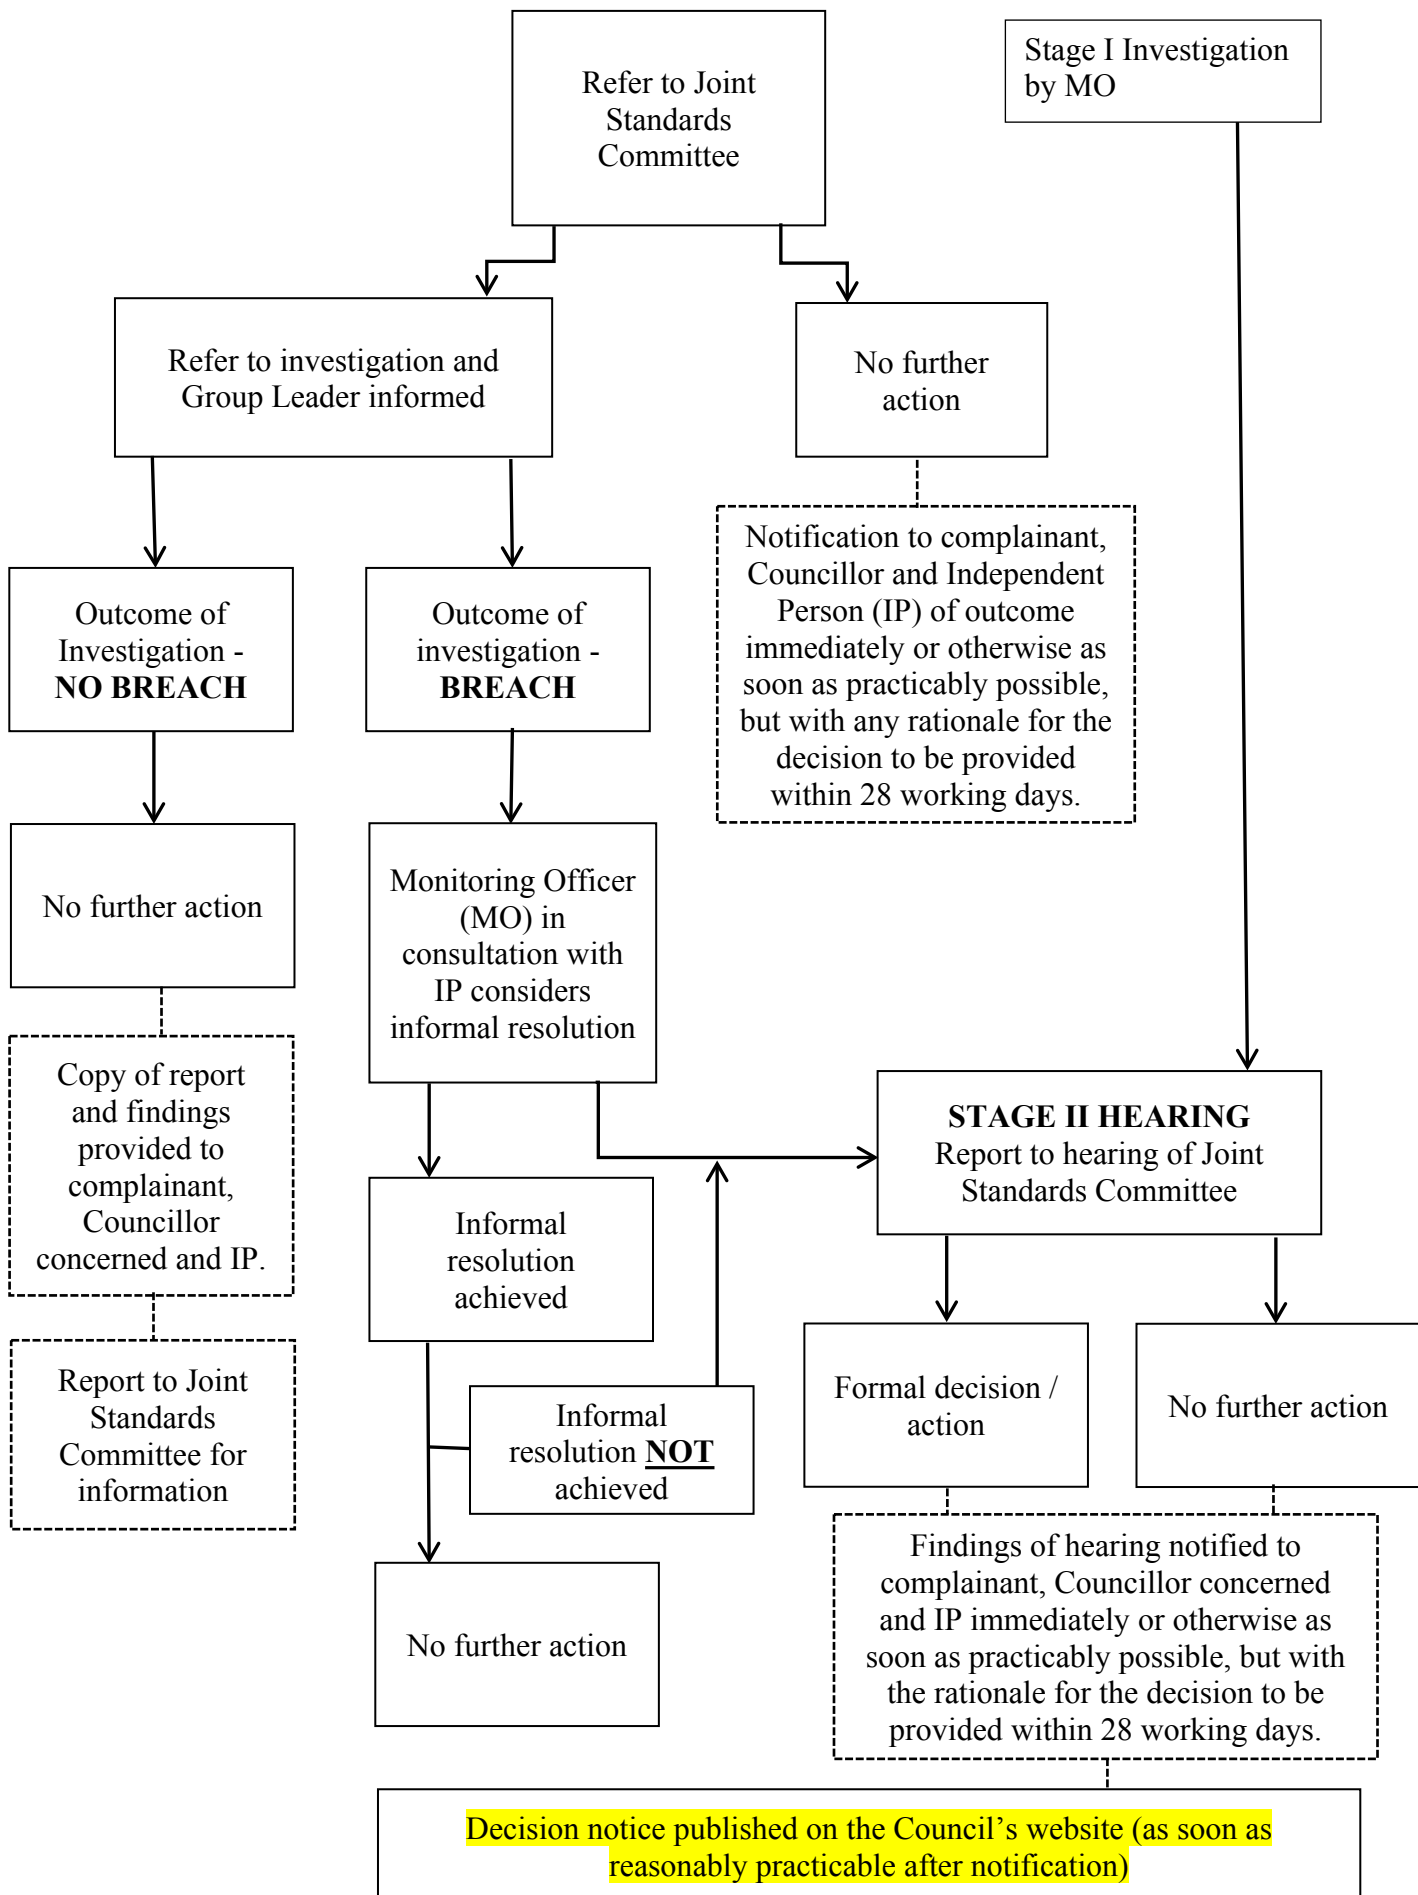 Refer to Joint
Standards
Committee
Stage I Investigation
by MO
Refer to investigation and
Group Leader informed
No further
action
Notification to complainant,
Councillor and Independent
Person (IP) of outcome
immediately or otherwise as
soon as practicably possible,
but with any rationale for the
decision to be provided
within 28 working days.
Outcome of
Investigation -
NO BREACH
Outcome of
investigation -
BREACH
No further action
Monitoring Officer
(MO) in
consultation with
IP considers
informal resolution
Copy of report
and findings
provided to
complainant,
Councillor
concerned and IP.
STAGE II HEARING
Report to hearing of Joint
Standards Committee
Informal
resolution
achieved
Report to Joint
Standards
Committee for
information
Informal
resolution NOT
achieved
Formal decision /
action
No further action
No further action
Findings of hearing notified to
complainant, Councillor concerned
and IP immediately or otherwise as
soon as practicably possible, but with
the rationale for the decision to be
provided within 28 working days.
Decision notice published on the Council’s website (as soon as
reasonably practicable after notification)